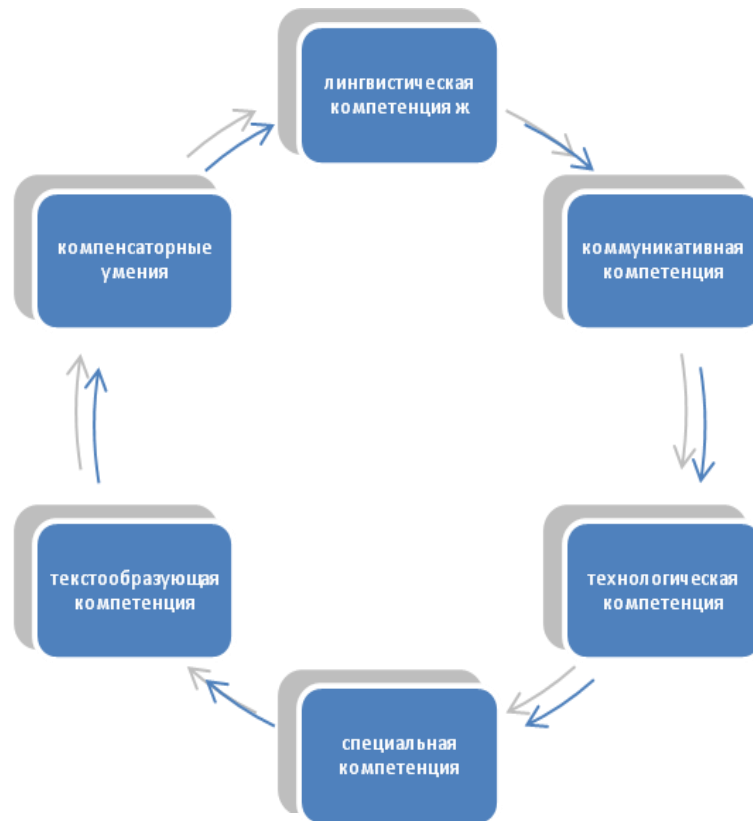 лингвистическая
компетенция ж
коммуникативная
компетенция
технологическая
компетенция
специальная
компетенция
текстообразующая
компетенция
компенсаторные
умения